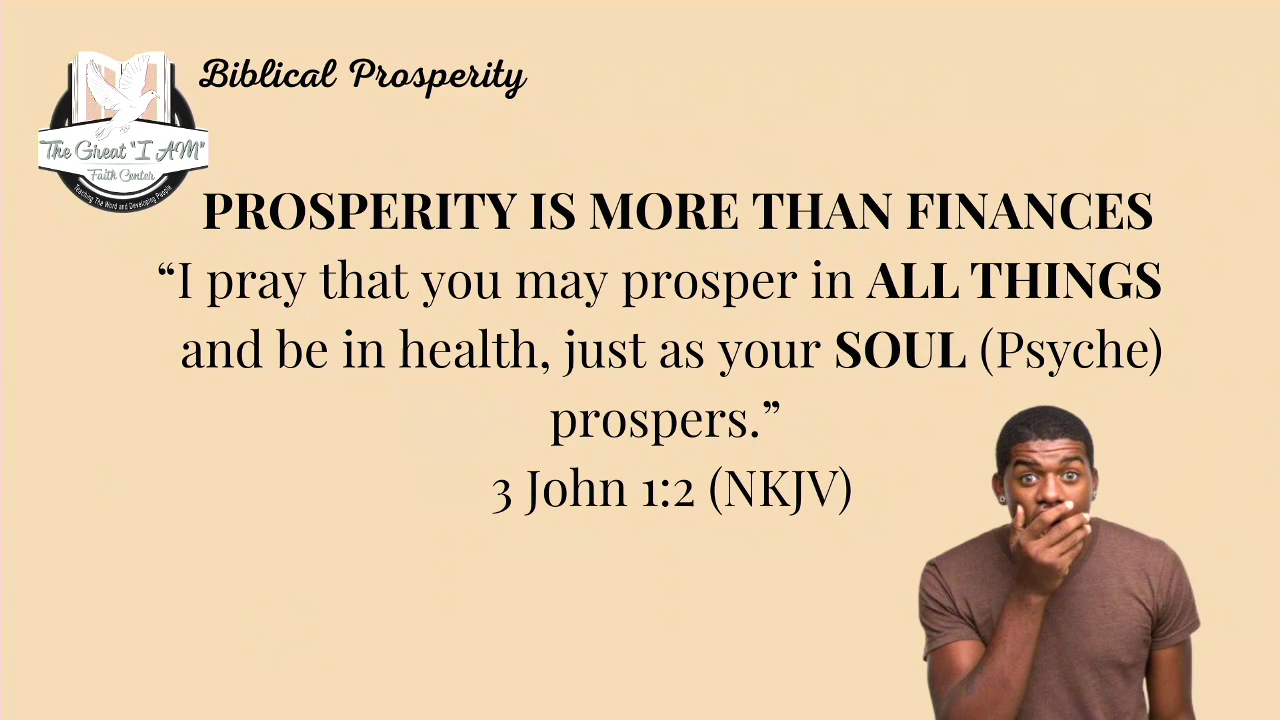 Biblical Prosperity
The Great "I AM"
Faith Center
Teaching The Word and Developing People
PROSPERITY IS MORE THAN FINANCES
“I pray that you may prosper in ALL THINGS
and be in health, just as your SOUL (Psyche)
prospers.”
3 John 1:2 (NKJV)